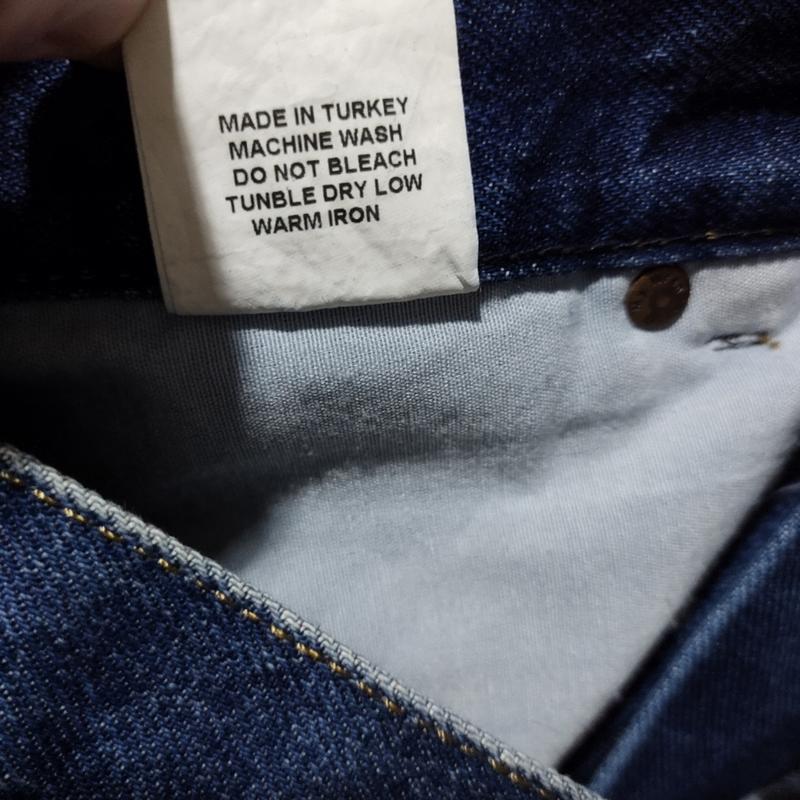 MADE IN TURKEY
MACHINE WASH
DO NOT BLEACH
TUNBLE DRY LOW
WARM IRON